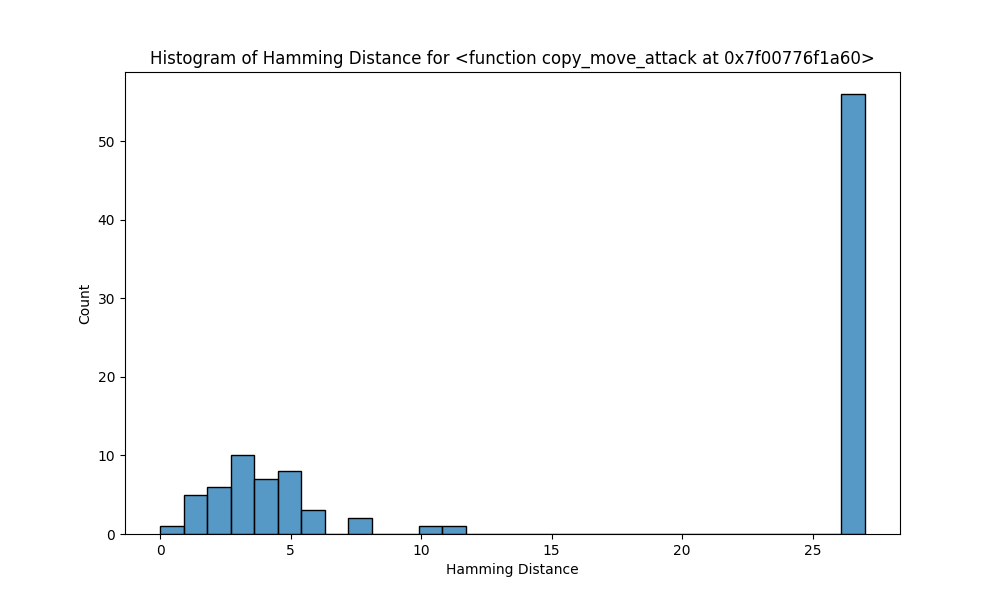 Histogram of Hamming Distance for <function copy_move_attack at 0x7f00776f1a60>
50
40
30
20
10
0
Count
0 5 10 15 20 25
Hamming Distance